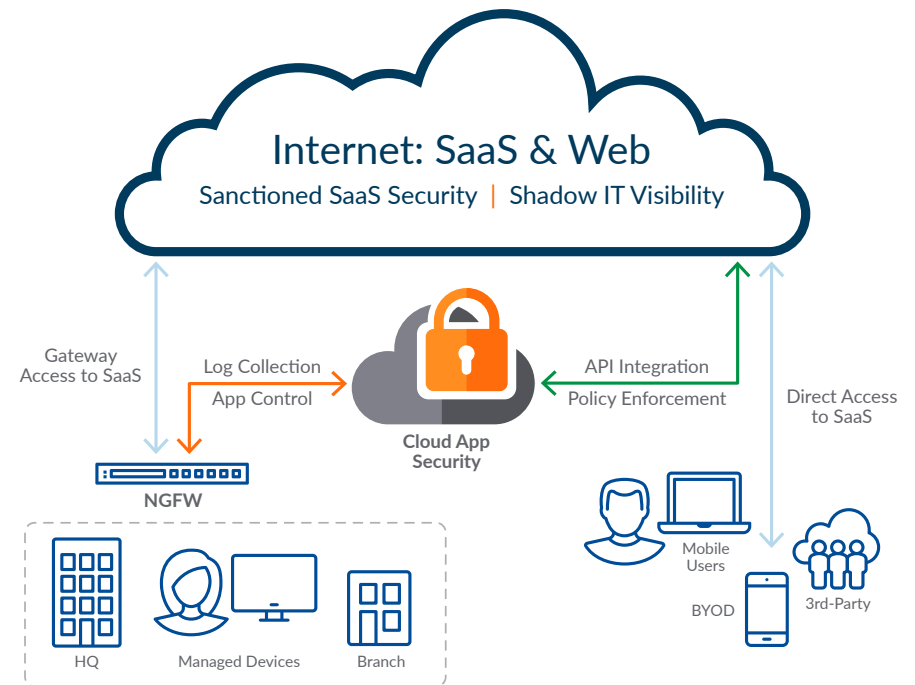 Internet: SaaS & Web
Sanctioned SaaS Security | Shadow IT Visibility
Gateway
Access to SaaS
Log Collection
App Control
API Integration
Policy Enforcement
Direct Access
to SaaS
Cloud App
Security
NGFW
Mobile
Users
BYOD
3rd-Party
HQ
Managed Devices
Branch